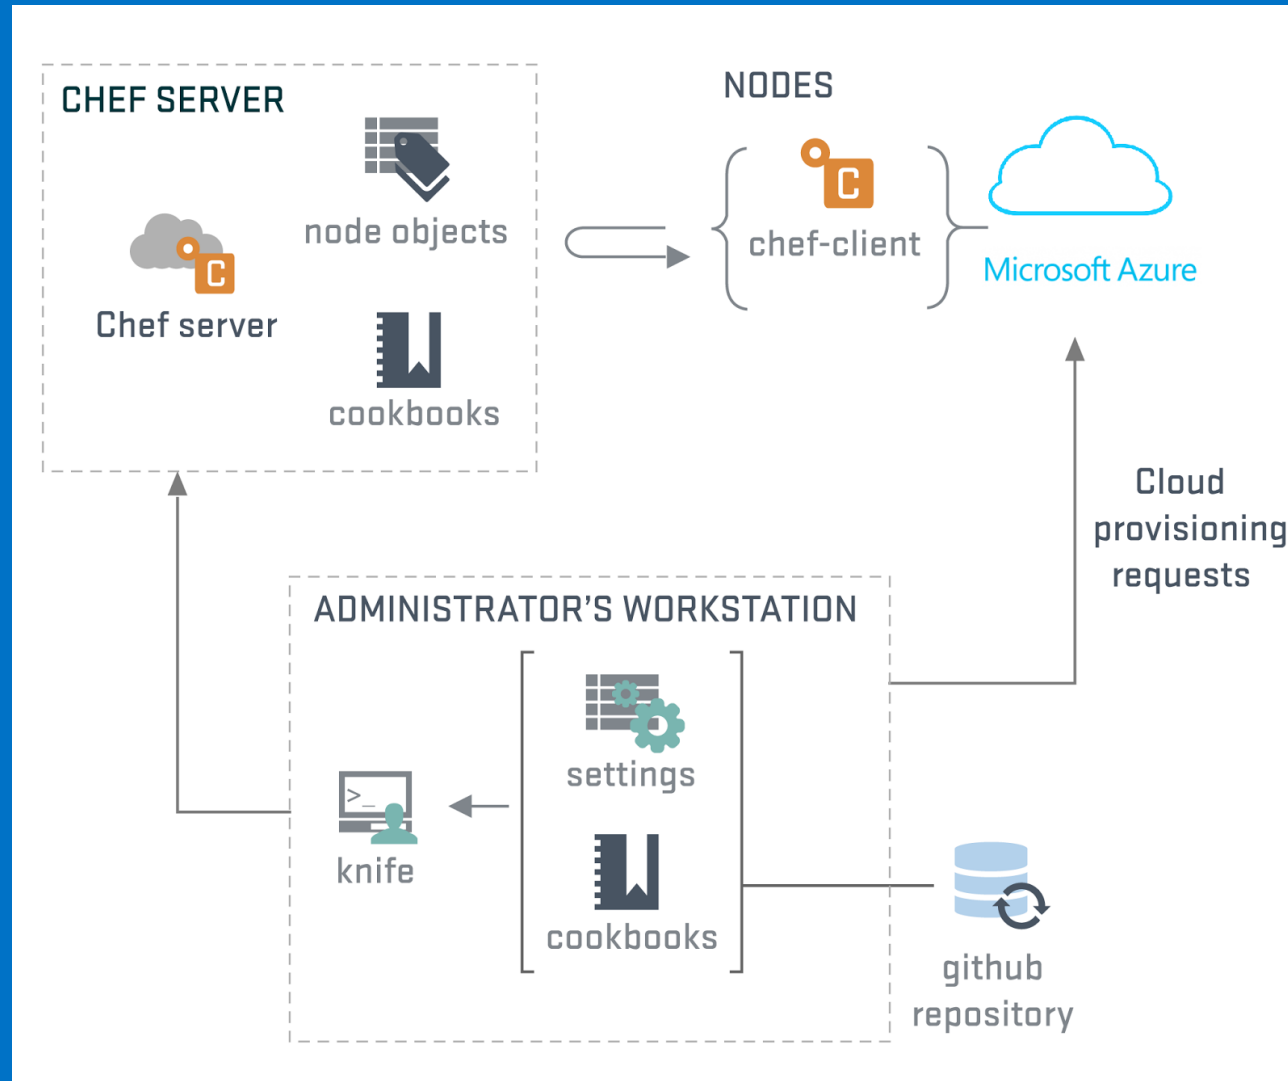 CHEF SERVER
node objects
Chef server
cookbooks
NODES
C
chef-client
C
Microsoft Azure
Cloud
provisioning
requests
ADMINISTRATOR'S WORKSTATION
settings
>_
knife
cookbooks
github
repository